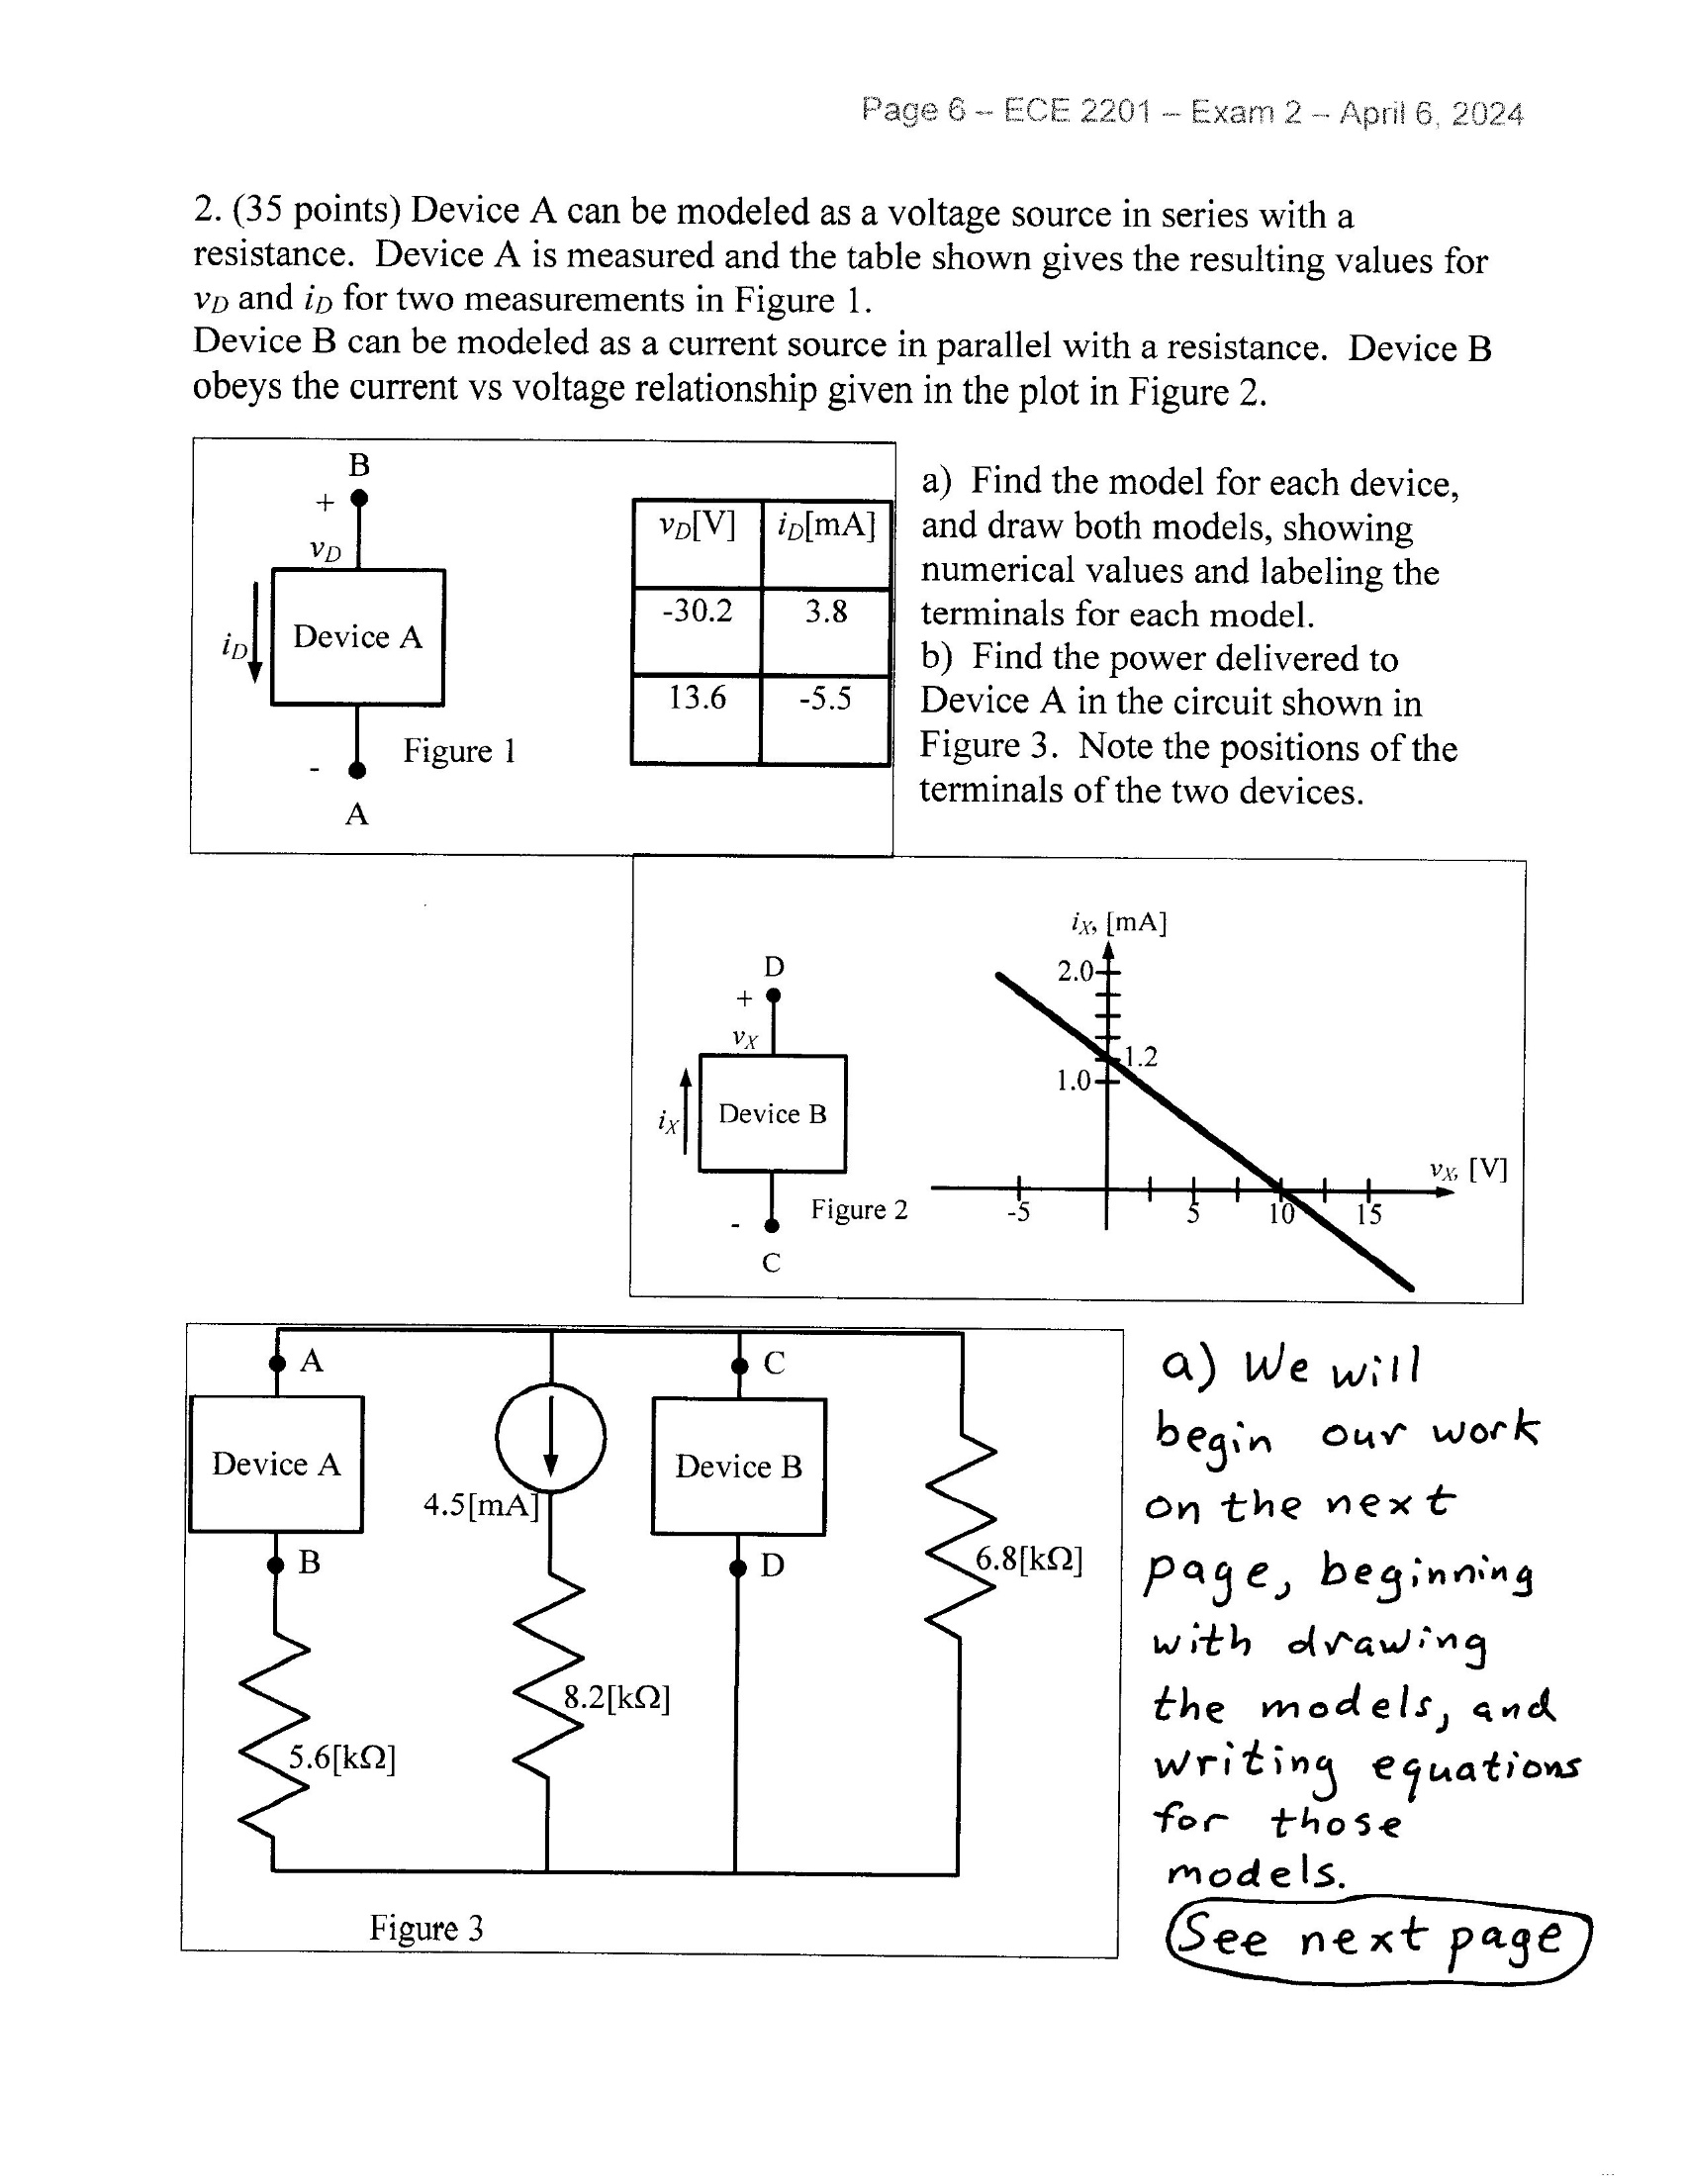 Page 6 -- ECE 2201 – Exam 2 – April 6, 2024
2. (35 points) Device A can be modeled as a voltage source in series with a
resistance. Device A is measured and the table shown gives the resulting values for
vD and iD for two measurements in Figure 1.
Device B can be modeled as a current source in parallel with a resistance. Device B
obeys the current vs voltage relationship given in the plot in Figure 2.
B
+
vD
iD
Device A
-
A
Figure 1
vD[V] iD[mA]
-30.2 3.8
13.6 -5.5
a) Find the model for each device,
and draw both models, showing
numerical values and labeling the
terminals for each model.
b) Find the power delivered to
Device A in the circuit shown in
Figure 3. Note the positions of the
terminals of the two devices.
D
+
vX
iX
Device B
-
C
Figure 2
iX, [mA]
2.0
1.2
1.0
vX, [V]
-5 5 10 15
A
Device A
B
5.6[kΩ]
4.5[mA]
8.2[kΩ]
C
Device B
D
6.8[kΩ]
Figure 3
a) We will
begin our work
on the next
page, beginning
with drawing
the models, and
writing equations
for those
models.
See next page